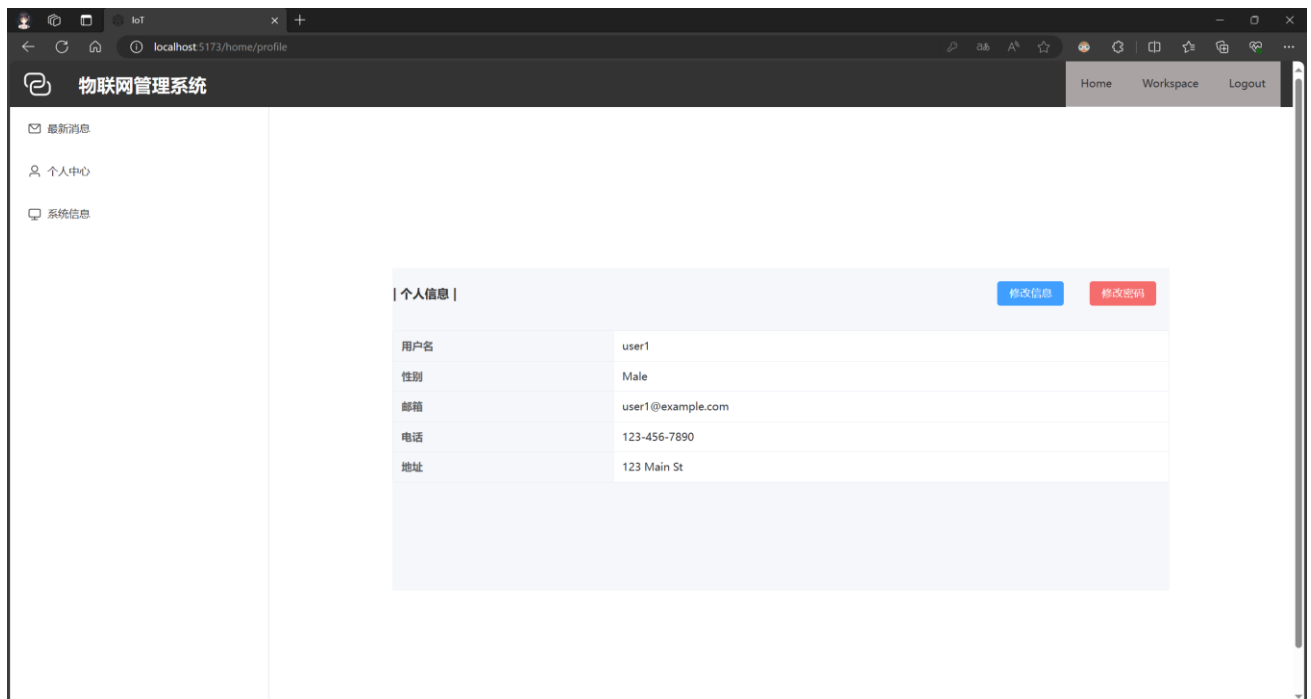 IoT
localhost:5173/home/profile
物联网管理系统
Home Workspace Logout
最新消息
个人中心
系统信息
| 个人信息 | 修改信息 修改密码
用户名 user1
性别 Male
邮箱 user1@example.com
电话 123-456-7890
地址 123 Main St